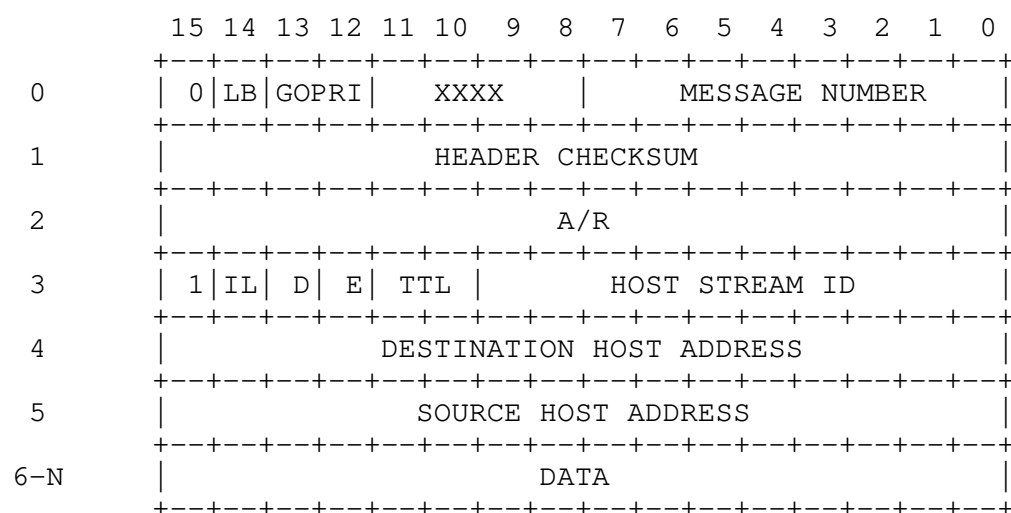 15 14 13 12 11 10  9  8  7  6  5  4  3  2  1  0
            +--+--+--+--+--+--+--+--+--+--+--+--+--+--+--+--+
     0      | 0|LB|GOPRI|   XXXX    |     MESSAGE NUMBER    |
            +--+--+--+--+--+--+--+--+--+--+--+--+--+--+--+--+
     1      |               HEADER CHECKSUM                 |
            +--+--+--+--+--+--+--+--+--+--+--+--+--+--+--+--+
     2      |                      A/R                      |
            +--+--+--+--+--+--+--+--+--+--+--+--+--+--+--+--+
     3      | 1|IL| D| E| TTL |       HOST STREAM ID        |
            +--+--+--+--+--+--+--+--+--+--+--+--+--+--+--+--+
     4      |            DESTINATION HOST ADDRESS           |
            +--+--+--+--+--+--+--+--+--+--+--+--+--+--+--+--+
     5      |              SOURCE HOST ADDRESS              |
            +--+--+--+--+--+--+--+--+--+--+--+--+--+--+--+--+
    6-N     |                     DATA                      |
            +--+--+--+--+--+--+--+--+--+--+--+--+--+--+--+--+